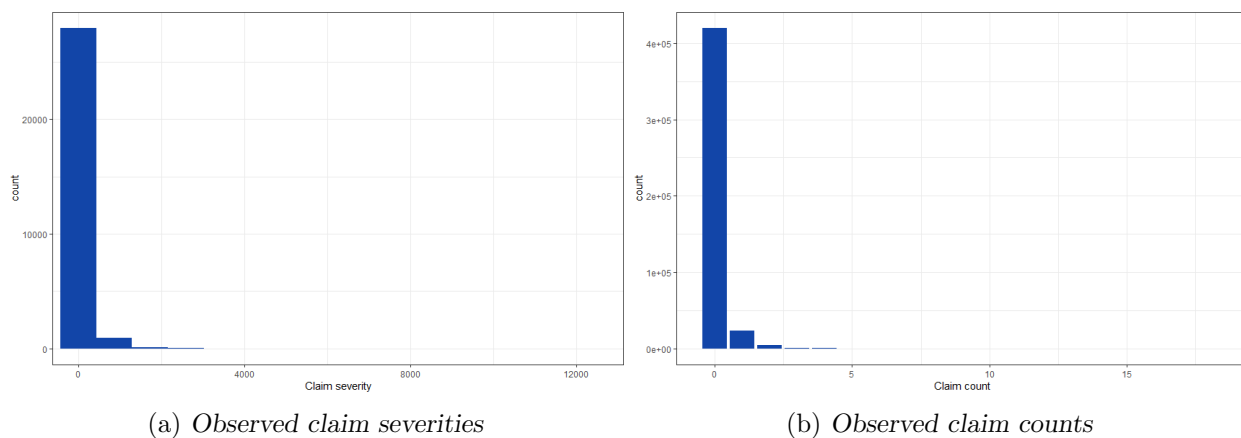 count
20000
10000
0
0
4000
8000
12000
Claim severity
(a) Observed claim severities
count
4e+05
3e+05
2e+05
1e+05
0e+00
0
5
10
15
Claim count
(b) Observed claim counts